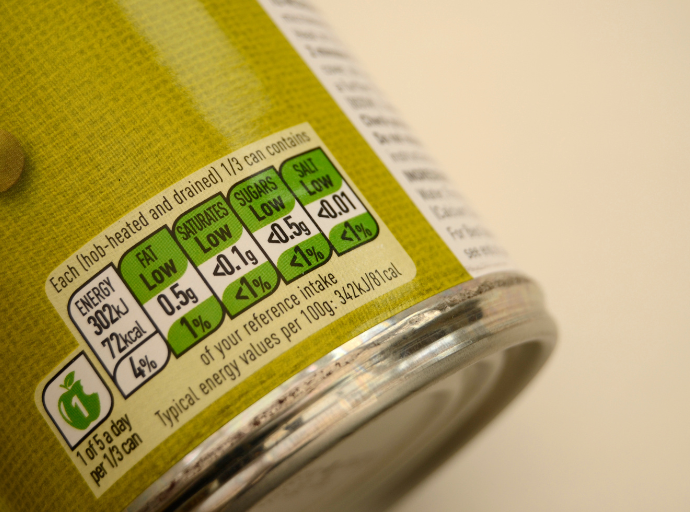 Each (hob-heated and drained) 1/3 can contains
ENERGY
302kJ
72kcal
4%
FAT
Low
0.5g
1%
SATURATES
Low
<0.1g
<1%
SUGARS
Low
<0.5g
<1%
SALT
Low
<0.01
<1%
of your reference intake
Typical energy values per 100g: 342kJ/81cal
1
1 of 5 a day
per 1/3 can